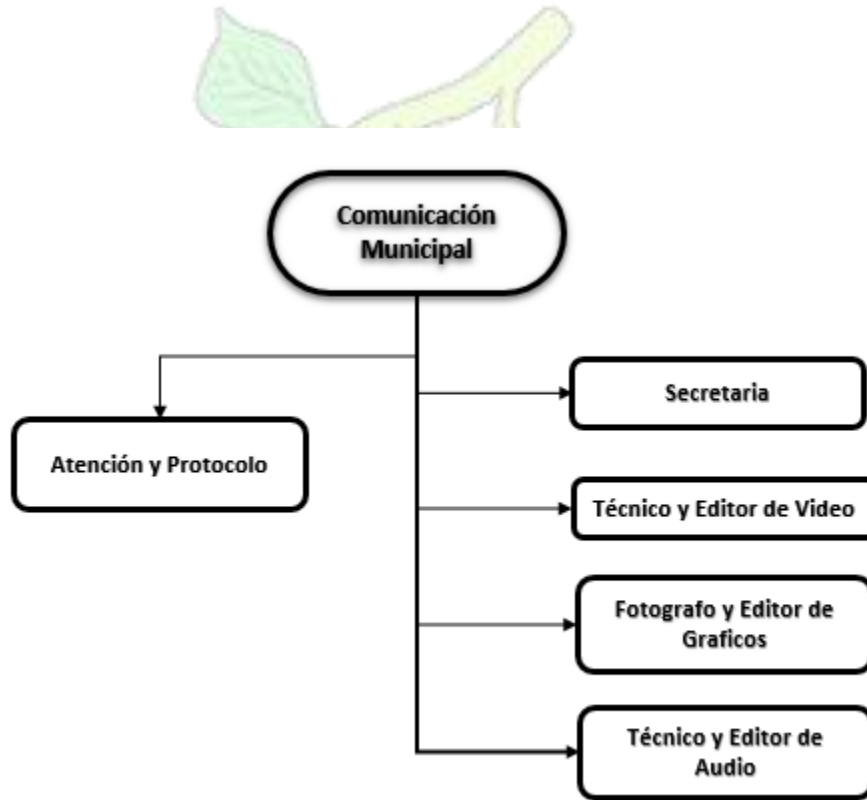 Comunicación
Municipal
Secretaria
Atención y Protocolo
Técnico y Editor de Video
Fotografo y Editor de
Graficos
Técnico y Editor de
Audio